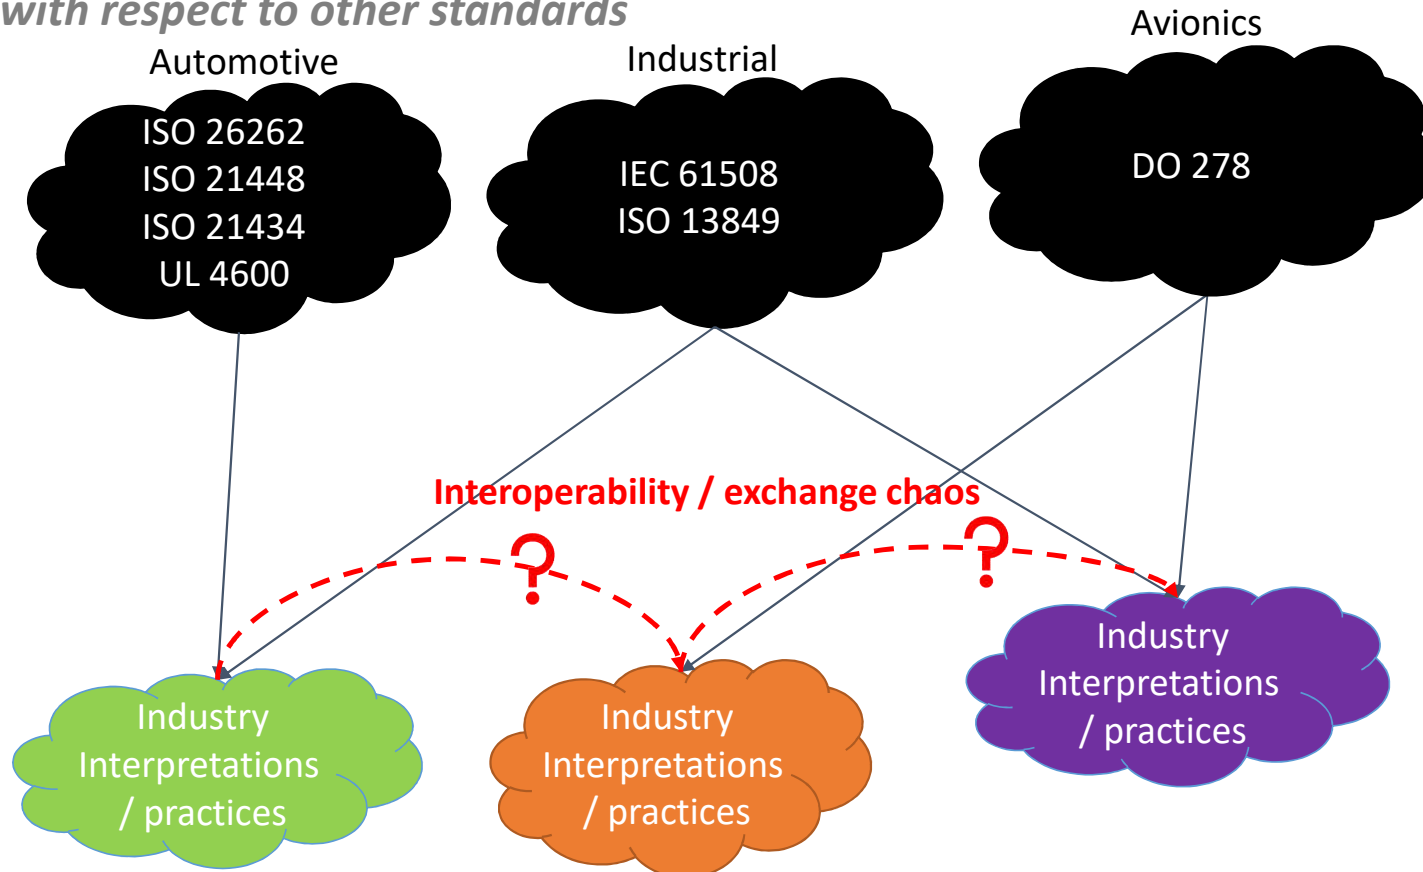 with respect to other standards
Automotive
Industrial
Avionics
ISO 26262
ISO 21448
ISO 21434
UL 4600
IEC 61508
ISO 13849
DO 278
Interoperability / exchange chaos
?
?
Industry
Interpretations
/ practices
Industry
Interpretations
/ practices
Industry
Interpretations
/ practices